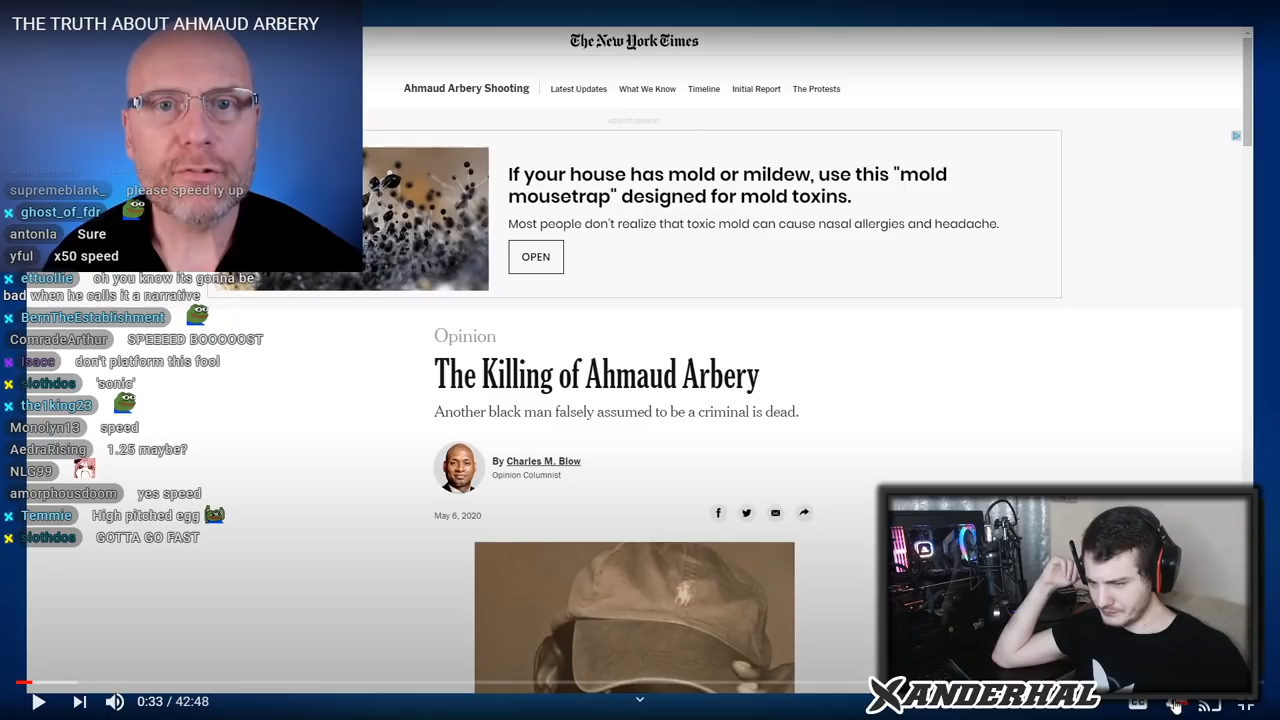 THE TRUTH ABOUT AHMAUD ARBERY
The New York Times
Ahmaud Arbery Shooting
Latest Updates
What We Know
Timeline
Initial Report
The Protests
ADVERTISEMENT
If your house has mold or mildew, use this "mold
mousetrap" designed for mold toxins.
Most people don't realize that toxic mold can cause nasal allergies and headache.
OPEN
supremeblank_ please speed iy up
ghost_of_fdr
antonla Sure
yful x50 speed
ettuollie oh you know its gonna be
bad when he calls it a narrative
BernTheEstablishment
ComradeArthur SPEEEED BOOOOOST
Isacc don't platform this fool
slothdos 'sonic'
the1king23
Monolyn13 speed
AedraRising 1.25 maybe?
NLG99
amorphousdoom yes speed
Temmie High pitched egg
slothdos GOTTA GO FAST
Opinion
The Killing of Ahmaud Arbery
Another black man falsely assumed to be a criminal is dead.
By Charles M. Blow
Opinion Columnist
May 6, 2020
0:33 / 42:48
XANDERHAL